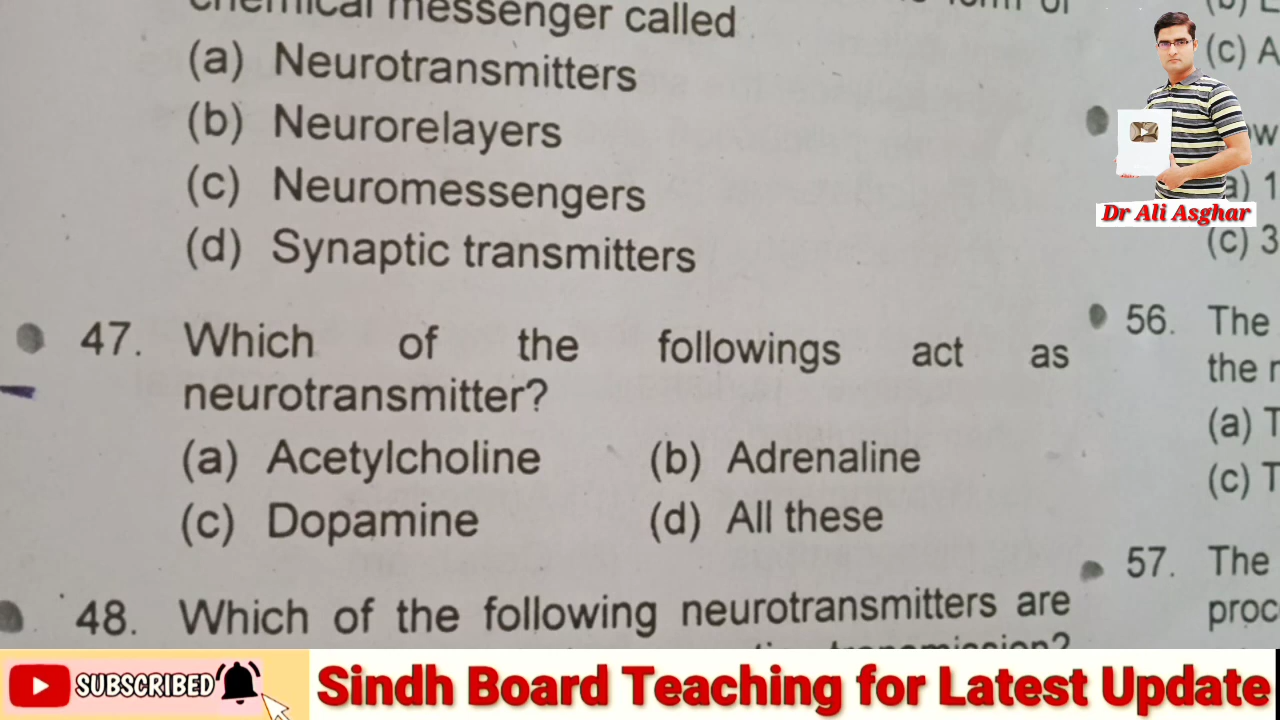 chemical messenger called
(a) Neurotransmitters
(b) Neurorelayers
(c) Neuromessengers
(d) Synaptic transmitters
47. Which of the followings act as
neurotransmitter?
(a) Acetylcholine (b) Adrenaline
(c) Dopamine (d) All these
48. Which of the following neurotransmitters are
(c) A
a) 1
(c) 3
56. The
the
(a) T
(c) T
57. The
Dr Ali Asghar
SUBSCRIBED
Sindh Board Teaching for Latest Update